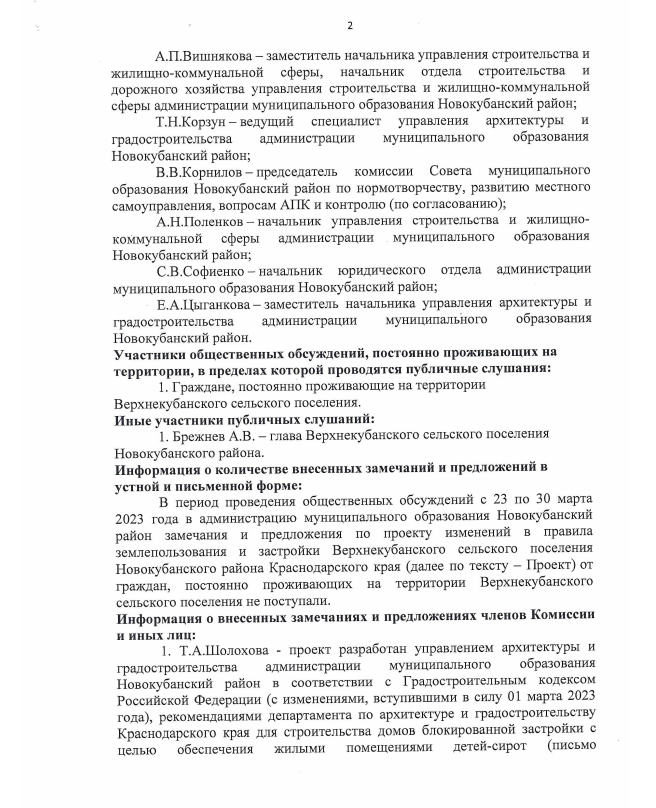 2
А.П.Вишнякова – заместитель начальника управления строительства и
жилищно-коммунальной сферы, начальник отдела строительства и
дорожного хозяйства управления строительства и жилищно-коммунальной
сферы администрации муниципального образования Новокубанский район;
Т.Н.Корзун – ведущий специалист управления архитектуры и
градостроительства администрации муниципального образования
Новокубанский район;
В.В.Корнилов – председатель комиссии Совета муниципального
образования Новокубанский район по нормотворчеству, развитию местного
самоуправления, вопросам АПК и контролю (по согласованию);
А.Н.Поленков – начальник управления строительства и жилищно-
коммунальной сферы администрации муниципального образования
Новокубанский район;
С.В.Софиенко – начальник юридического отдела администрации
муниципального образования Новокубанский район;
Е.А.Цыганкова – заместитель начальника управления архитектуры и
градостроительства администрации муниципального образования
Новокубанский район.
Участники общественных обсуждений, постоянно проживающих на
территории, в пределах которой проводятся публичные слушания:
1. Граждане, постоянно проживающие на территории
Верхнекубанского сельского поселения.
Иные участники публичных слушаний:
1. Брежнев А.В. – глава Верхнекубанского сельского поселения
Новокубанского района.
Информация о количестве внесенных замечаний и предложений в
устной и письменной форме:
В период проведения общественных обсуждений с 23 по 30 марта
2023 года в администрацию муниципального образования Новокубанский
район замечания и предложения по проекту изменений в правила
землепользования и застройки Верхнекубанского сельского поселения
Новокубанского района Краснодарского края (далее по тексту – Проект) от
граждан, постоянно проживающих на территории Верхнекубанского
сельского поселения не поступали.
Информация о внесенных замечаниях и предложениях членов Комиссии
и иных лиц:
1. Т.А.Шолохова - проект разработан управлением архитектуры и
градостроительства администрации муниципального образования
Новокубанский район в соответствии с Градостроительным кодексом
Российской Федерации (с изменениями, вступившими в силу 01 марта 2023
года), рекомендациями департамента по архитектуре и градостроительству
Краснодарского края для строительства домов блокированной застройки с
целью обеспечения жилыми помещениями детей-сирот (письмо